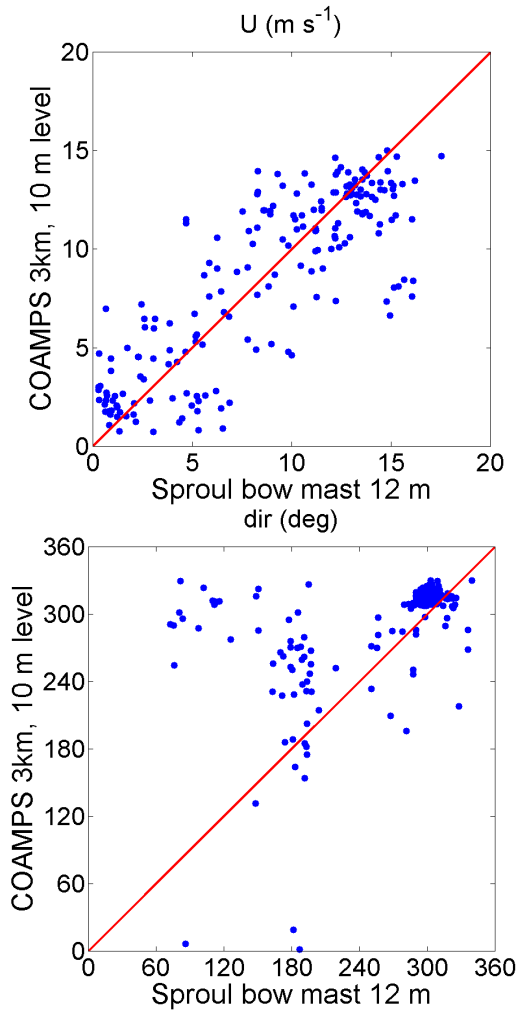 U (m s⁻¹)
20
15
10
5
0
COAMPS 3km, 10 m level
0 5 10 15 20
Sproul bow mast 12 m
dir (deg)
360
300
240
180
120
60
0
COAMPS 3km, 10 m level
0 60 120 180 240 300 360
Sproul bow mast 12 m